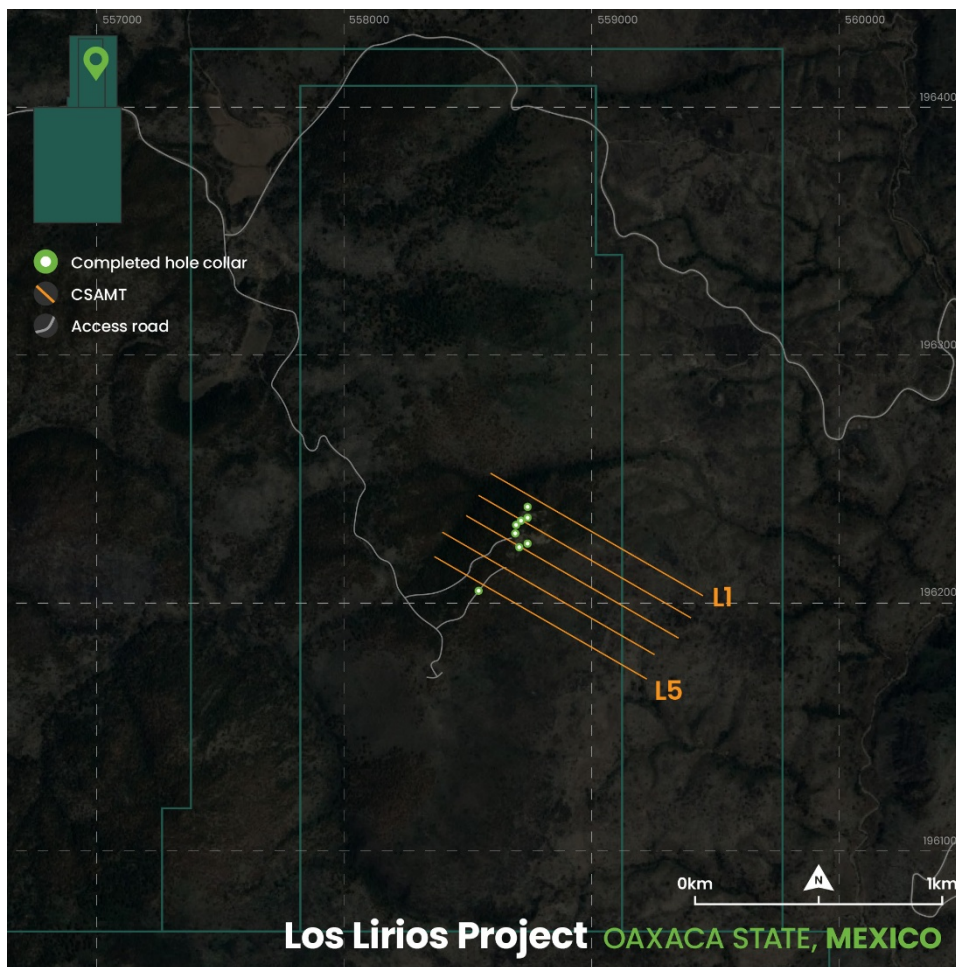 557000
558000
559000
560000
196400
Completed hole collar
CSAMT
Access road
196300
L1
196200
L5
196100
0km
N
1km
Los Lirios Project OAXACA STATE, MEXICO